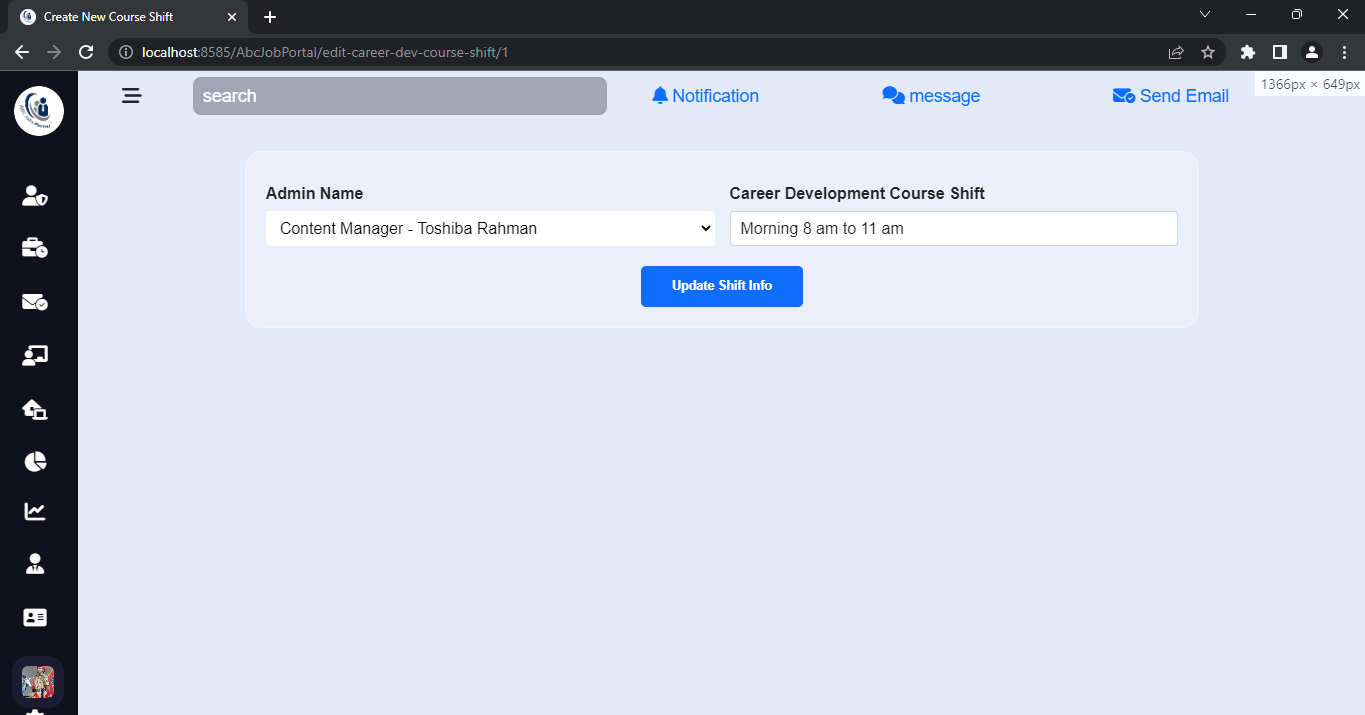 Create New Course Shift
localhost:8585/AbcJobPortal/edit-career-dev-course-shift/1
1366px × 649px
search
Notification
message
Send Email
Admin Name
Career Development Course Shift
Content Manager - Toshiba Rahman
Morning 8 am to 11 am
Update Shift Info